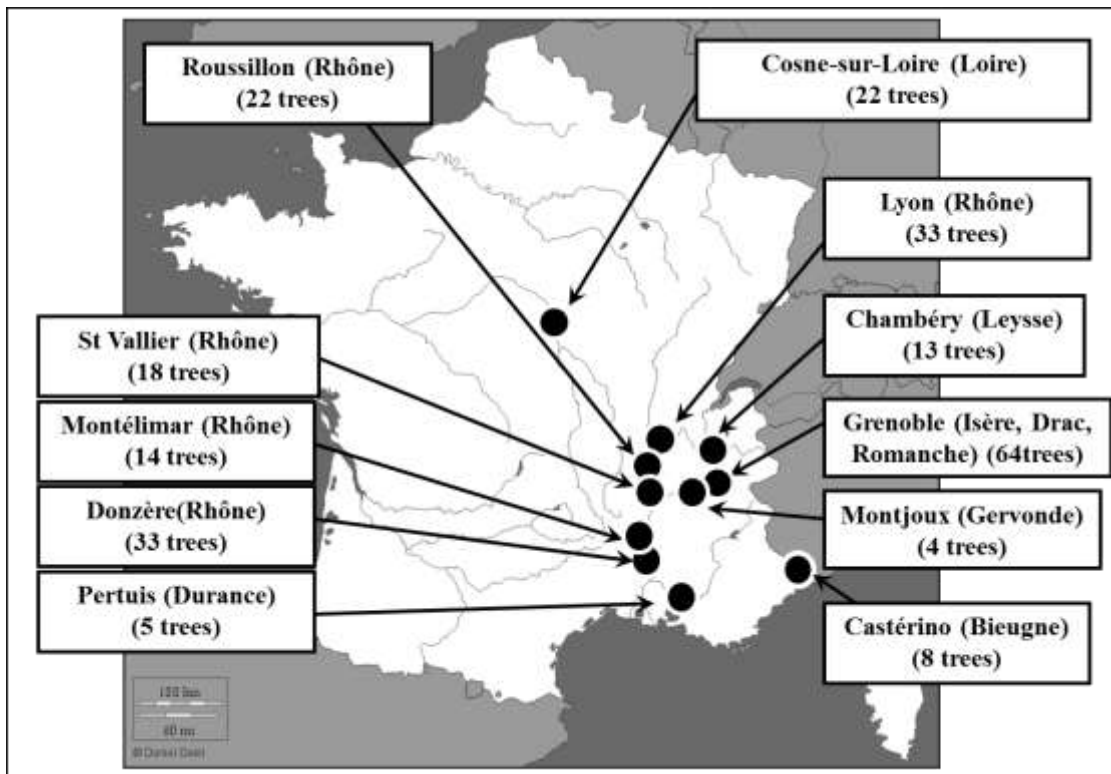 Roussillon (Rhône)
(22 trees)
Cosne-sur-Loire (Loire)
(22 trees)
Lyon (Rhône)
(33 trees)
Chambéry (Leysse)
(13 trees)
St Vallier (Rhône)
(18 trees)
Montélimar (Rhône)
(14 trees)
Grenoble (Isère, Drac,
Romanche) (64trees)
Donzère(Rhône)
(33 trees)
Montjoux (Gervonde)
(4 trees)
Pertuis (Durance)
(5 trees)
Castérino (Bieugne)
(8 trees)